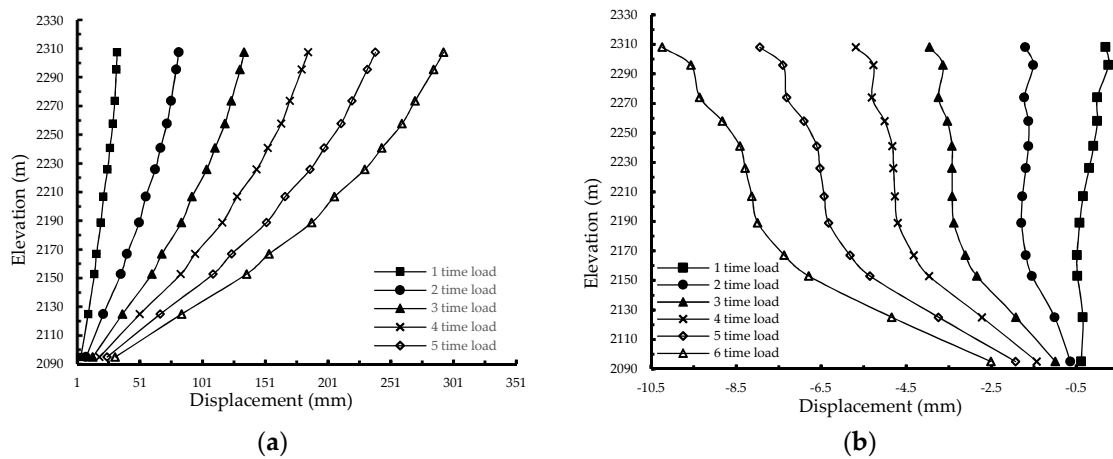 2330
2310
2290
2270
2250
2230
2210
2190
2170
2150
2130
2110
2090
Elevation (m)
1 time load
2 time load
3 time load
4 time load
5 time load
1 51 101 151 201 251 301 351
Displacement (mm)
(a)
2330
2310
2290
2270
2250
2230
2210
2190
2170
2150
2130
2110
2090
Elevation (m)
1 time load
2 time load
3 time load
4 time load
5 time load
6 time load
-10.5 -8.5 -6.5 -4.5 -2.5 -0.5
Displacement (mm)
(b)